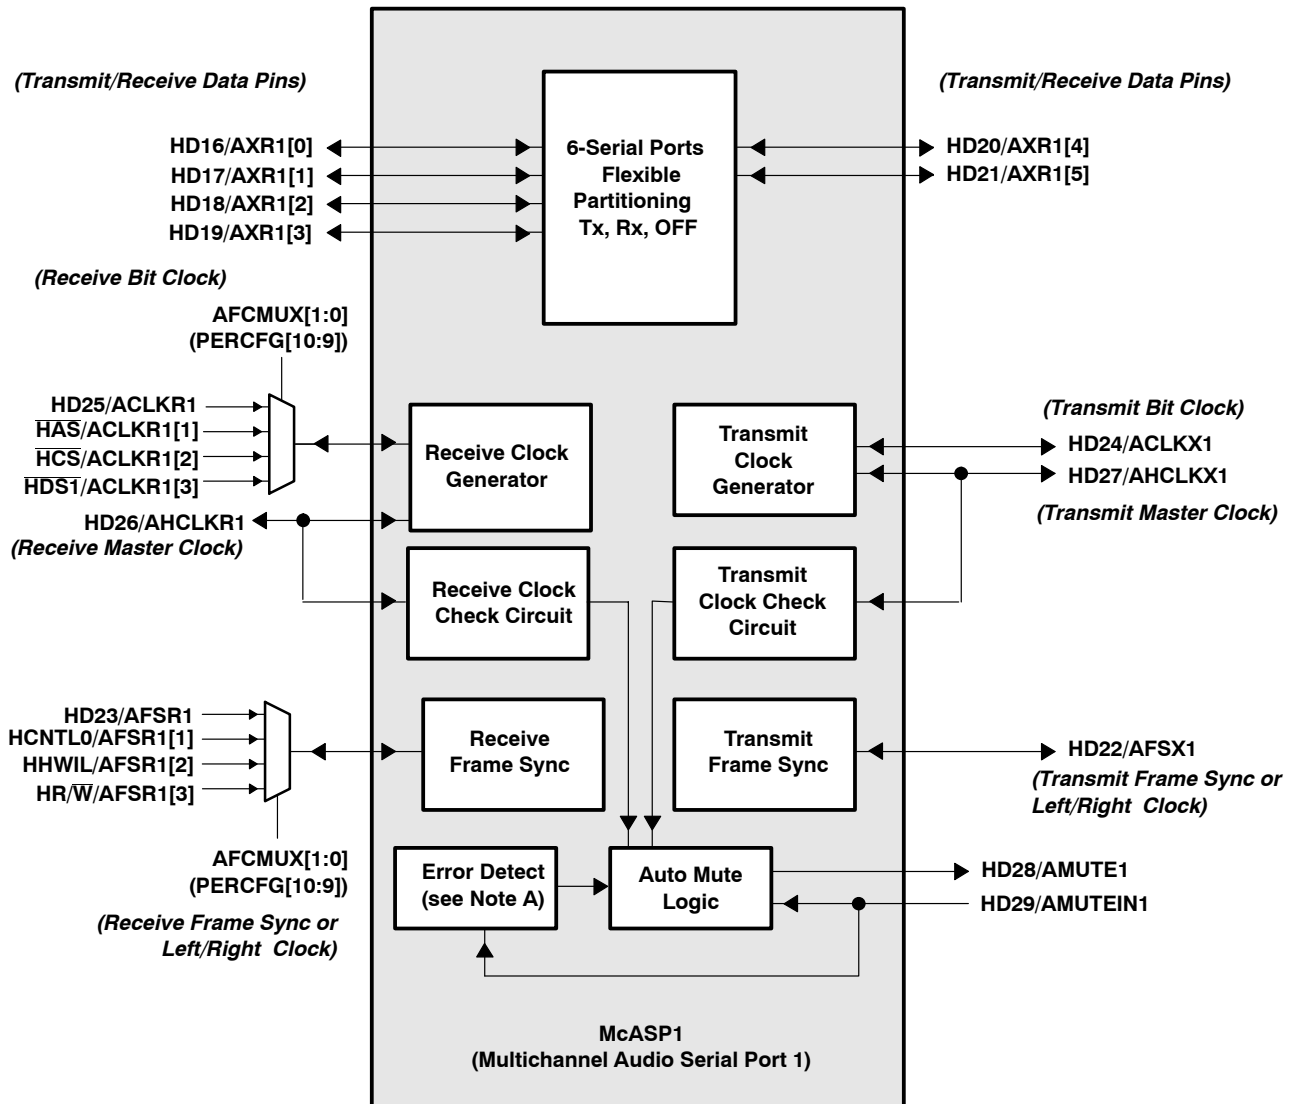 (Transmit/Receive Data Pins)
HD16/AXR1[0]
HD17/AXR1[1]
HD18/AXR1[2]
HD19/AXR1[3]
6-Serial Ports
Flexible
Partitioning
Tx, Rx, OFF
(Transmit/Receive Data Pins)
HD20/AXR1[4]
HD21/AXR1[5]
(Receive Bit Clock)
AFCMUX[1:0]
(PERCFG[10:9])
HD25/ACLKR1
H̅A̅S̅/ACLKR1[1]
H̅C̅S̅/ACLKR1[2]
H̅D̅S̅1̅/ACLKR1[3]
HD26/AHCLKR1
(Receive Master Clock)
Receive Clock
Generator
Transmit
Clock
Generator
(Transmit Bit Clock)
HD24/ACLKX1
HD27/AHCLKX1
(Transmit Master Clock)
Receive Clock
Check Circuit
Transmit
Clock Check
Circuit
HD23/AFSR1
HCNTL0/AFSR1[1]
HHWIL/AFSR1[2]
HR/W̅/AFSR1[3]
AFCMUX[1:0]
(PERCFG[10:9])
(Receive Frame Sync or
Left/Right Clock)
Receive
Frame Sync
Transmit
Frame Sync
HD22/AFSX1
(Transmit Frame Sync or
Left/Right Clock)
Error Detect
(see Note A)
Auto Mute
Logic
HD28/AMUTE1
HD29/AMUTEIN1
McASP1
(Multichannel Audio Serial Port 1)